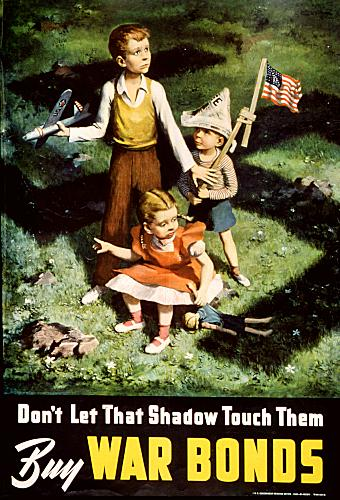 Don't Let That Shadow Touch Them
Buy WAR BONDS